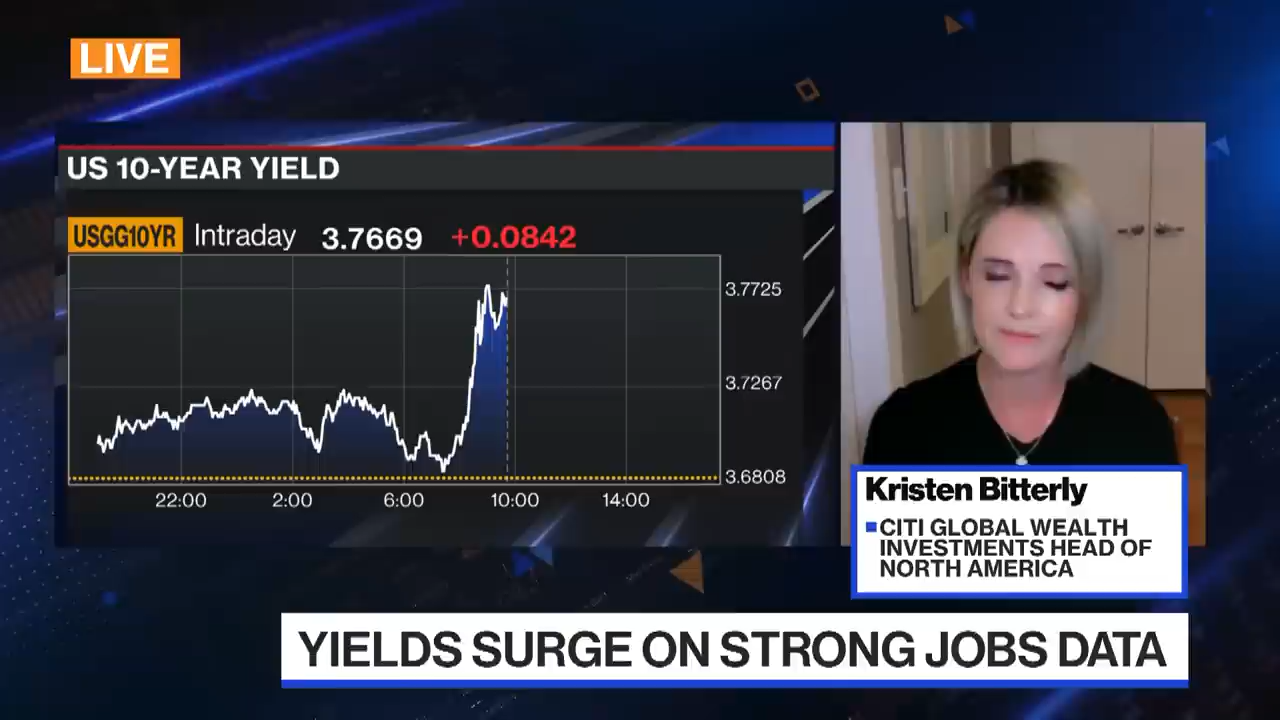 LIVE
US 10-YEAR YIELD
USGG10YR Intraday 3.7669 +0.0842
3.7725
3.7267
3.6808
22:00 2:00 6:00 10:00 14:00
Kristen Bitterly
CITI GLOBAL WEALTH
INVESTMENTS HEAD OF
NORTH AMERICA
YIELDS SURGE ON STRONG JOBS DATA